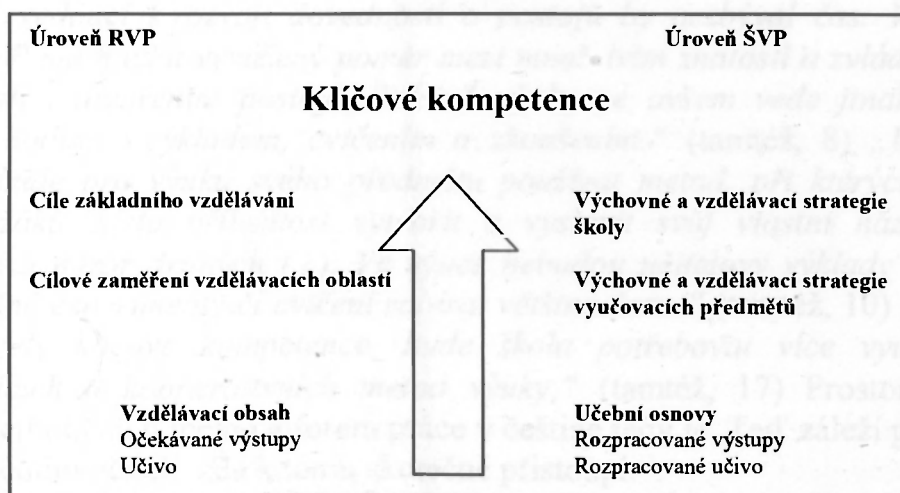 Úroveň RVP
Úroveň ŠVP
Klíčové kompetence
Cíle základního vzdělávání
Výchovné a vzdělávací strategie
školy
Cílové zaměření vzdělávacích oblastí
Výchovné a vzdělávací strategie
vyučovacích předmětů
Vzdělávací obsah
Očekávané výstupy
Učivo
Učební osnovy
Rozpracované výstupy
Rozpracované učivo